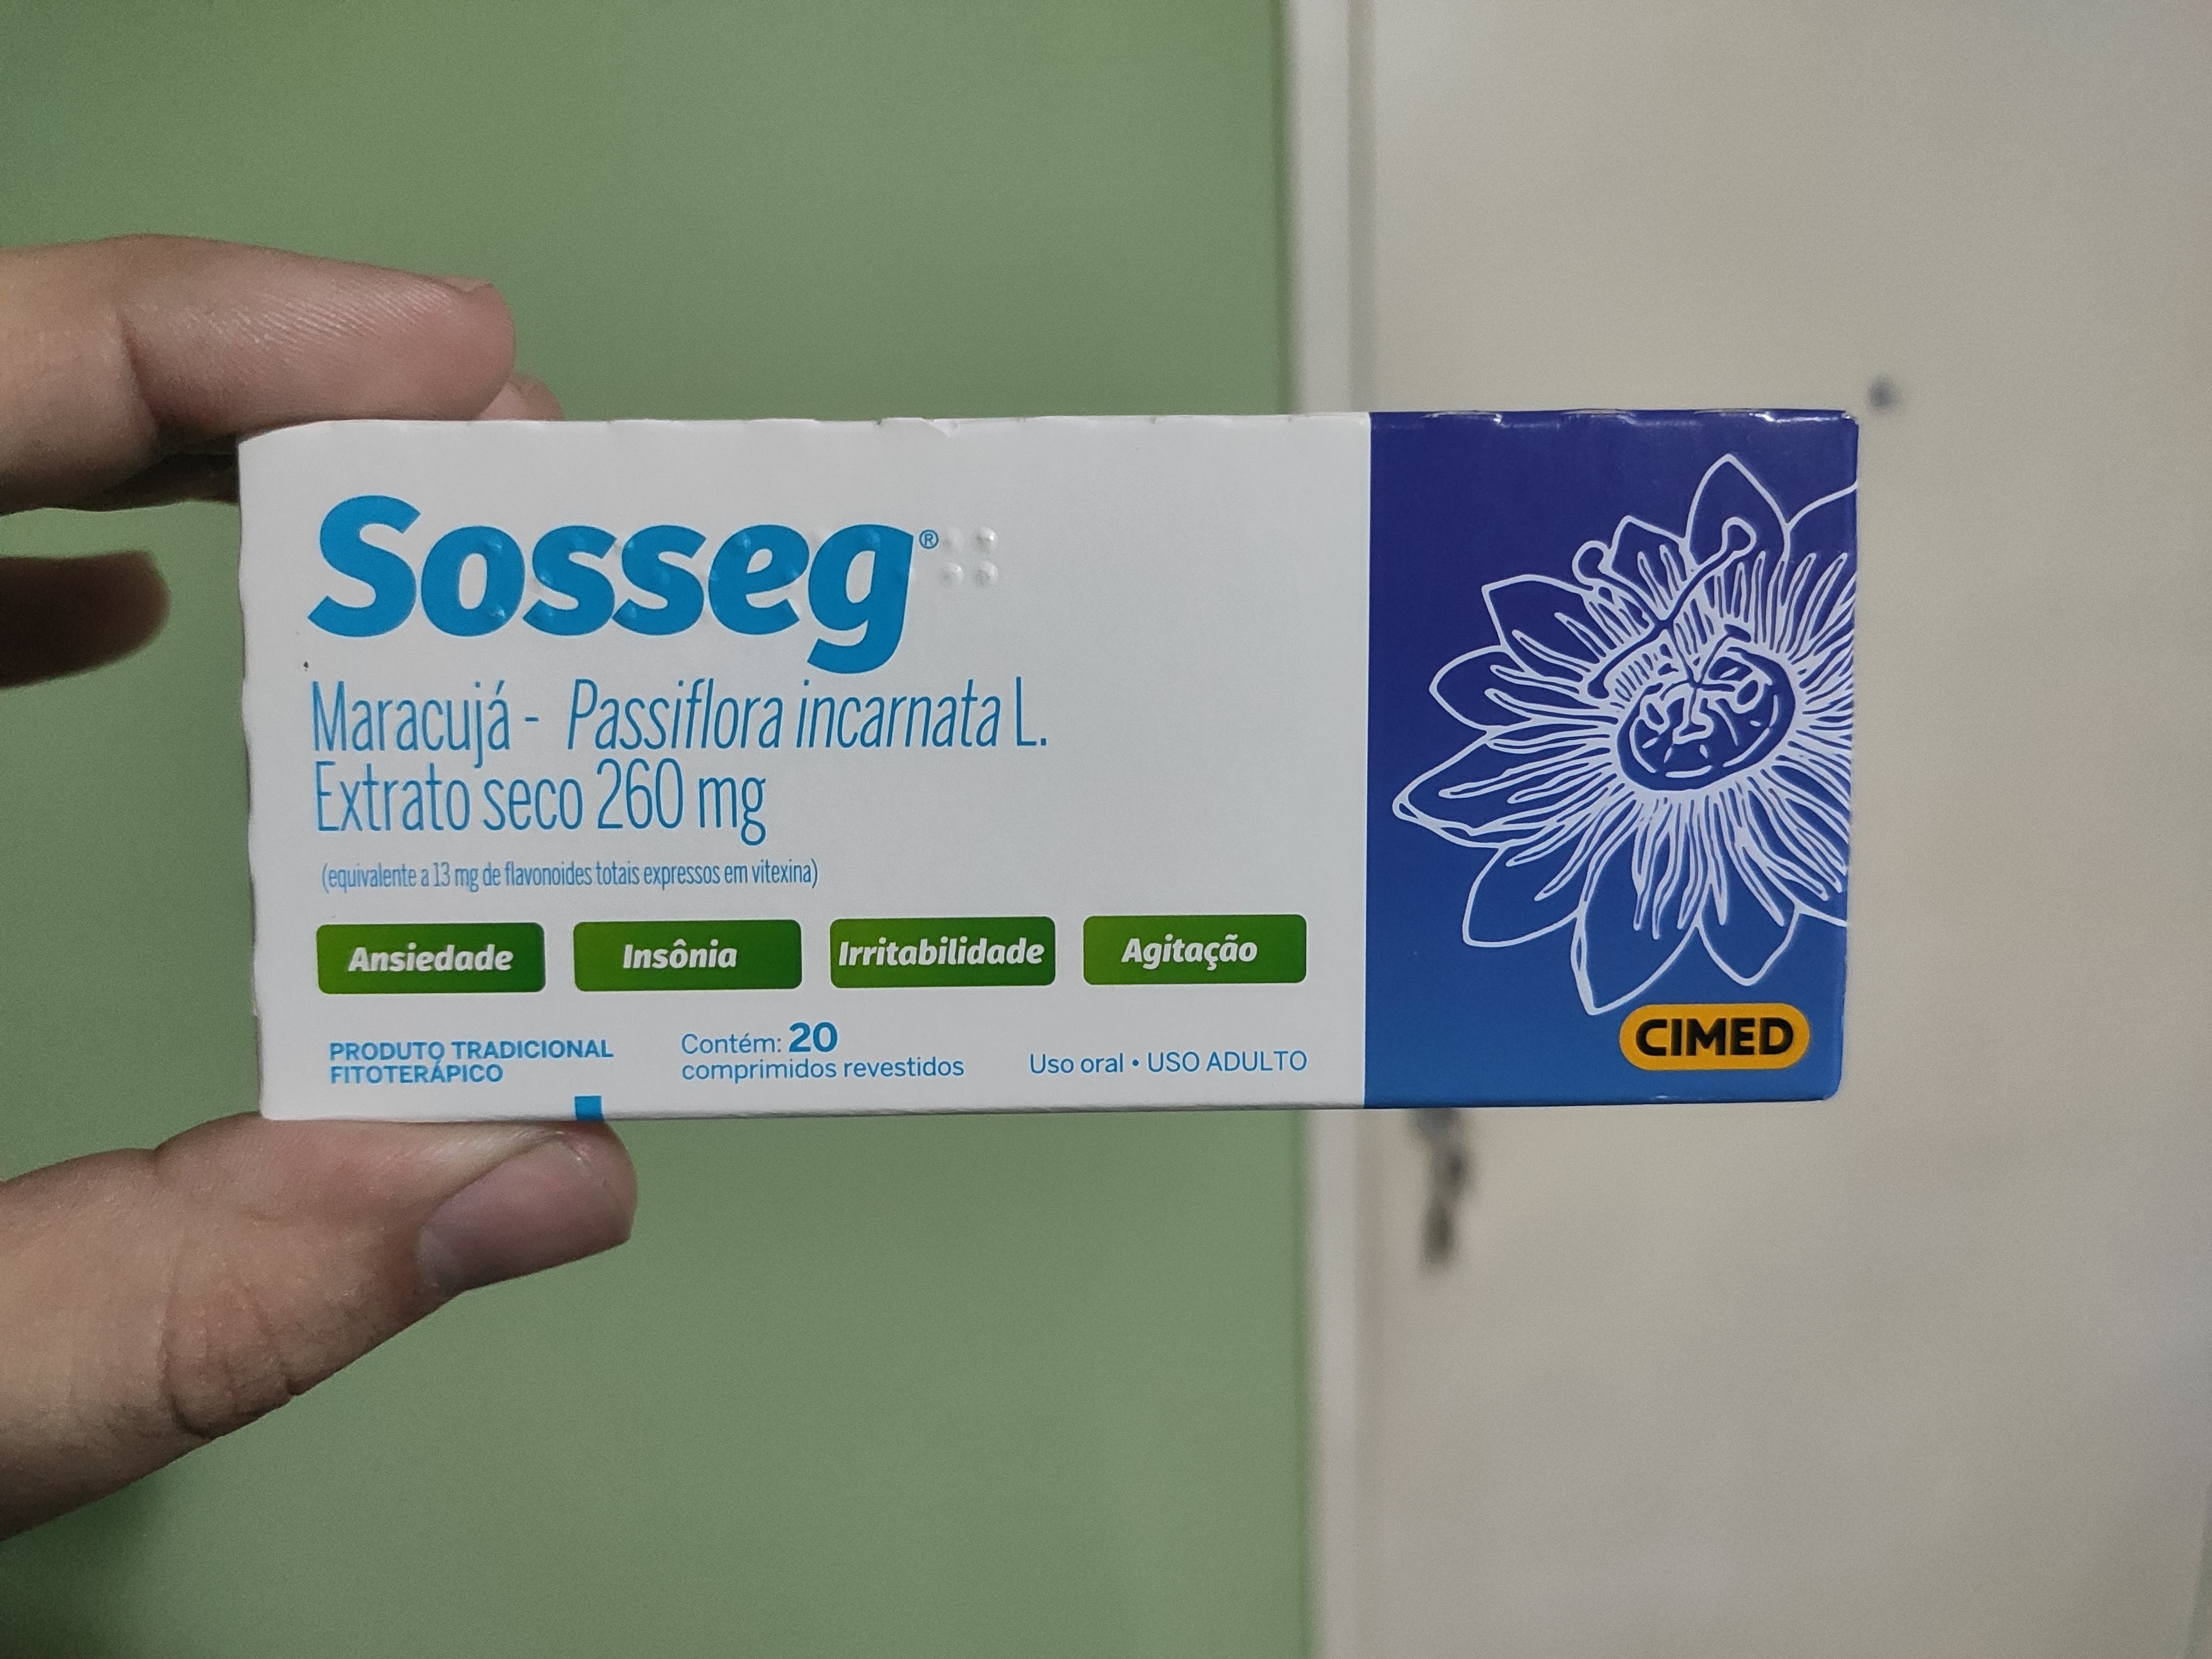 Sosseg®
Maracujá - Passiflora incarnata L.
Extrato seco 260 mg
(equivalente a 13 mg de flavonoides totais expressos em vitexina)
Ansiedade
Insônia
Irritabilidade
Agitação
PRODUTO TRADICIONAL
FITOTERÁPICO
Contém: 20
comprimidos revestidos
Uso oral • USO ADULTO
CIMED